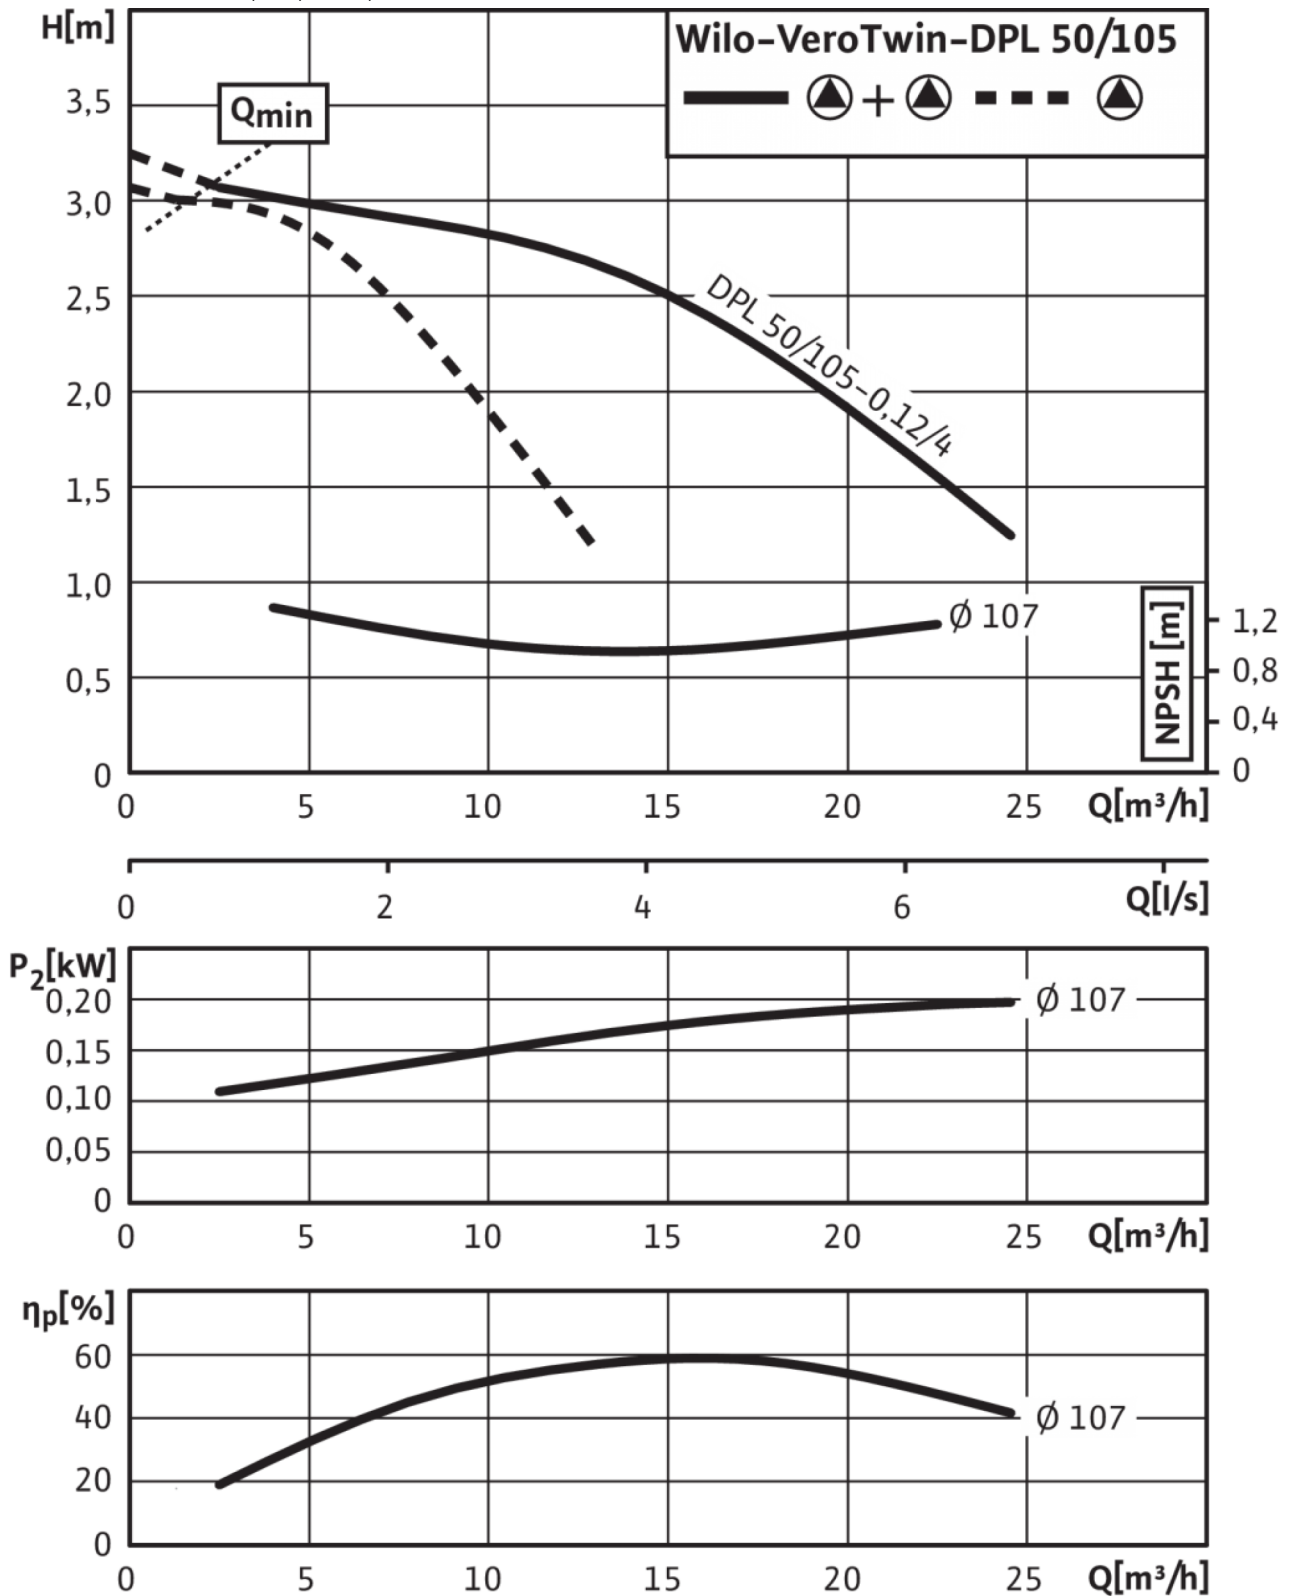 H[m]
Wilo-VeroTwin-DPL 50/105
+
3,5
Qmin
3,0
2,5
DPL 50/105-0,12/4
2,0
1,5
1,0
Ø 107
0,5
0
NPSH [m]
1,2
0,8
0,4
0
0 5 10 15 20 25 Q[m³/h]
0 2 4 6 Q[l/s]
P2[kW]
0,20
Ø 107
0,15
0,10
0,05
0
0 5 10 15 20 25 Q[m³/h]
ηp[%]
60
40
Ø 107
20
0
0 5 10 15 20 25 Q[m³/h]